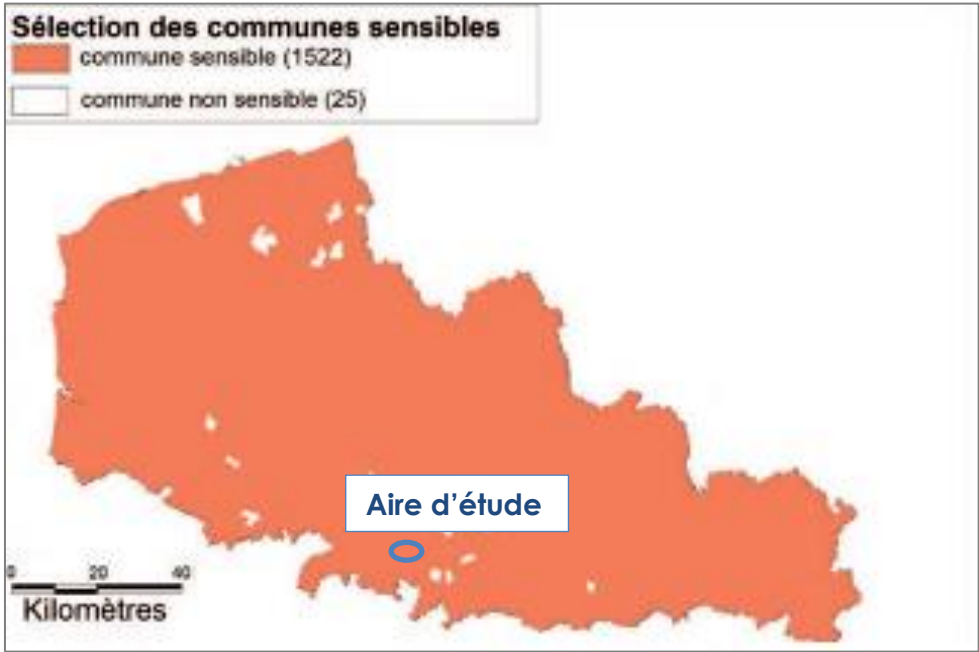 Sélection des communes sensibles
commune sensible (1522)
commune non sensible (25)
Aire d'étude
0 20 40
Kilomètres